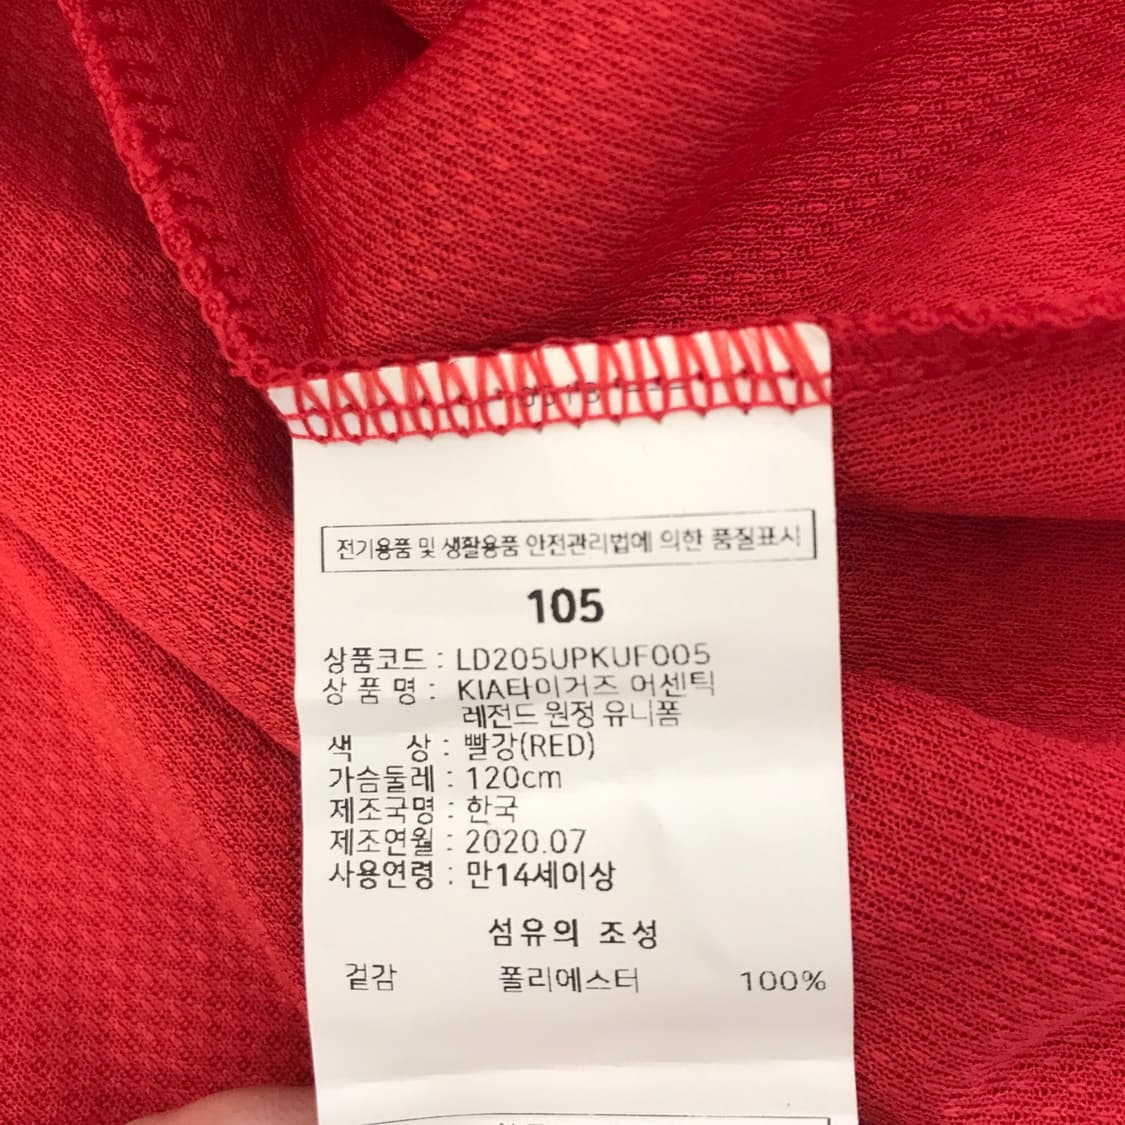 전기용품 및 생활용품 안전관리법에 의한 품질표시
105
상품코드 : LD205UPKUF005
상 품 명 : KIA타이거즈 어센틱
레전드 원정 유니폼
색 상 : 빨강(RED)
가슴둘레 : 120cm
제조국명 : 한국
제조연월 : 2020.07
사용연령 : 만14세이상
섬유의 조성
겉감 폴리에스터 100%